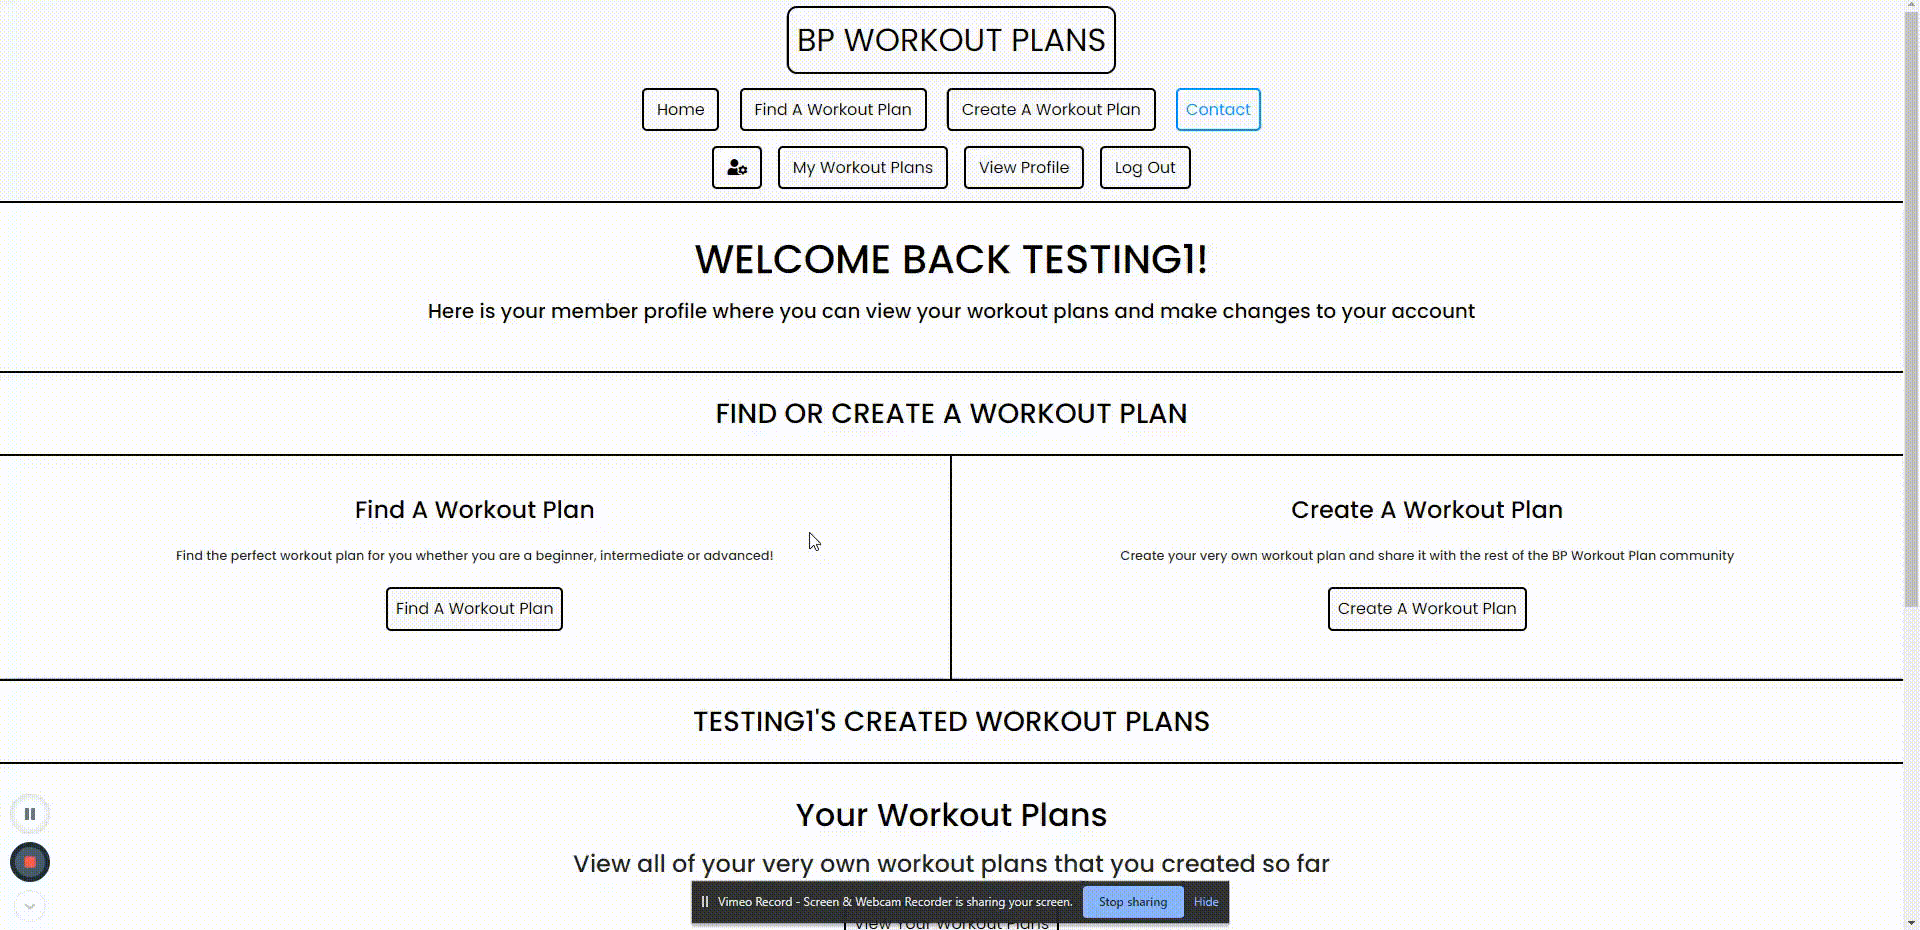 BP WORKOUT PLANS
Home Find A Workout Plan Create A Workout Plan Contact
My Workout Plans View Profile Log Out
WELCOME BACK TESTING1!
Here is your member profile where you can view your workout plans and make changes to your account
FIND OR CREATE A WORKOUT PLAN
Find A Workout Plan
Find the perfect workout plan for you whether you are a beginner, intermediate or advanced!
Find A Workout Plan
Create A Workout Plan
Create your very own workout plan and share it with the rest of the BP Workout Plan community
Create A Workout Plan
TESTING1'S CREATED WORKOUT PLANS
Your Workout Plans
View all of your very own workout plans that you created so far
Vimeo Record - Screen & Webcam Recorder is sharing your screen. Stop sharing Hide
View Your Workout Plans